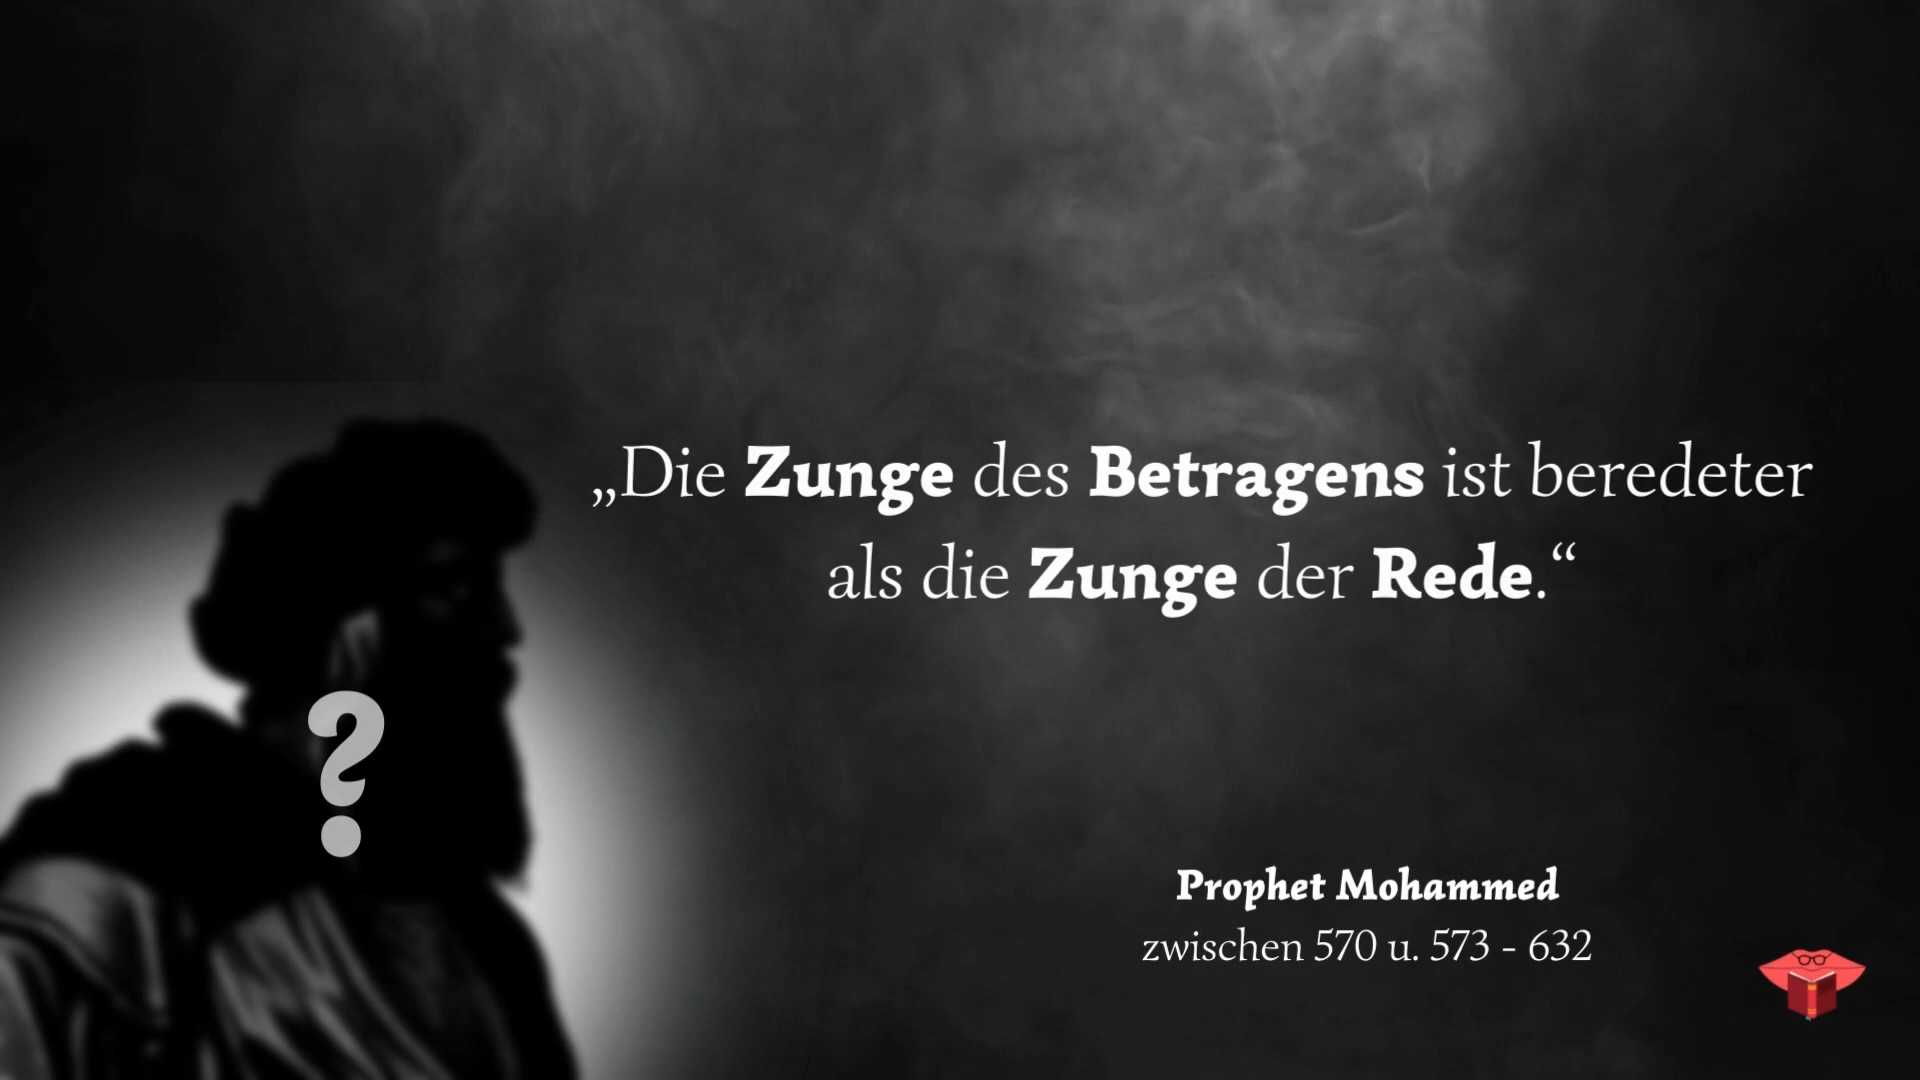 „Die Zunge des Betragens ist beredeter
als die Zunge der Rede.“
?
Prophet Mohammed
zwischen 570 u. 573 - 632